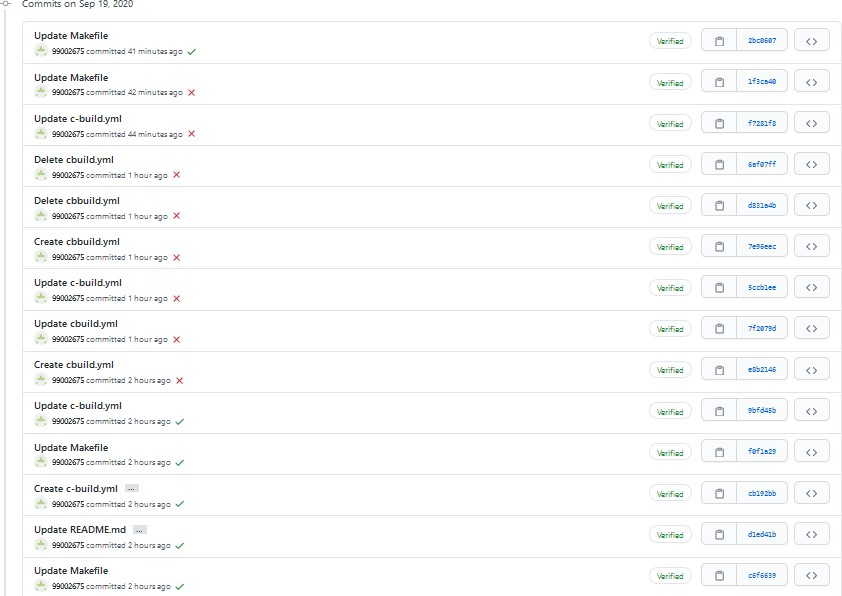 Commits on Sep 19, 2020
Update Makefile
99002675 committed 41 minutes ago
Verified
2bc0607
Update Makefile
99002675 committed 42 minutes ago
Verified
1f3ca40
Update c-build.yml
99002675 committed 44 minutes ago
Verified
f7281f8
Delete cbuild.yml
99002675 committed 1 hour ago
Verified
6af07ff
Delete cbbuild.yml
99002675 committed 1 hour ago
Verified
d831a4b
Create cbbuild.yml
99002675 committed 1 hour ago
Verified
7e96eec
Update c-build.yml
99002675 committed 1 hour ago
Verified
5ccb1ee
Update cbuild.yml
99002675 committed 1 hour ago
Verified
7f2079d
Create cbuild.yml
99002675 committed 2 hours ago
Verified
e8b2146
Update c-build.yml
99002675 committed 2 hours ago
Verified
9bfd45b
Update Makefile
99002675 committed 2 hours ago
Verified
f0f1a29
Create c-build.yml ...
99002675 committed 2 hours ago
Verified
cb192bb
Update README.md ...
99002675 committed 2 hours ago
Verified
d1ed41b
Update Makefile
99002675 committed 2 hours ago
Verified
c6f6639